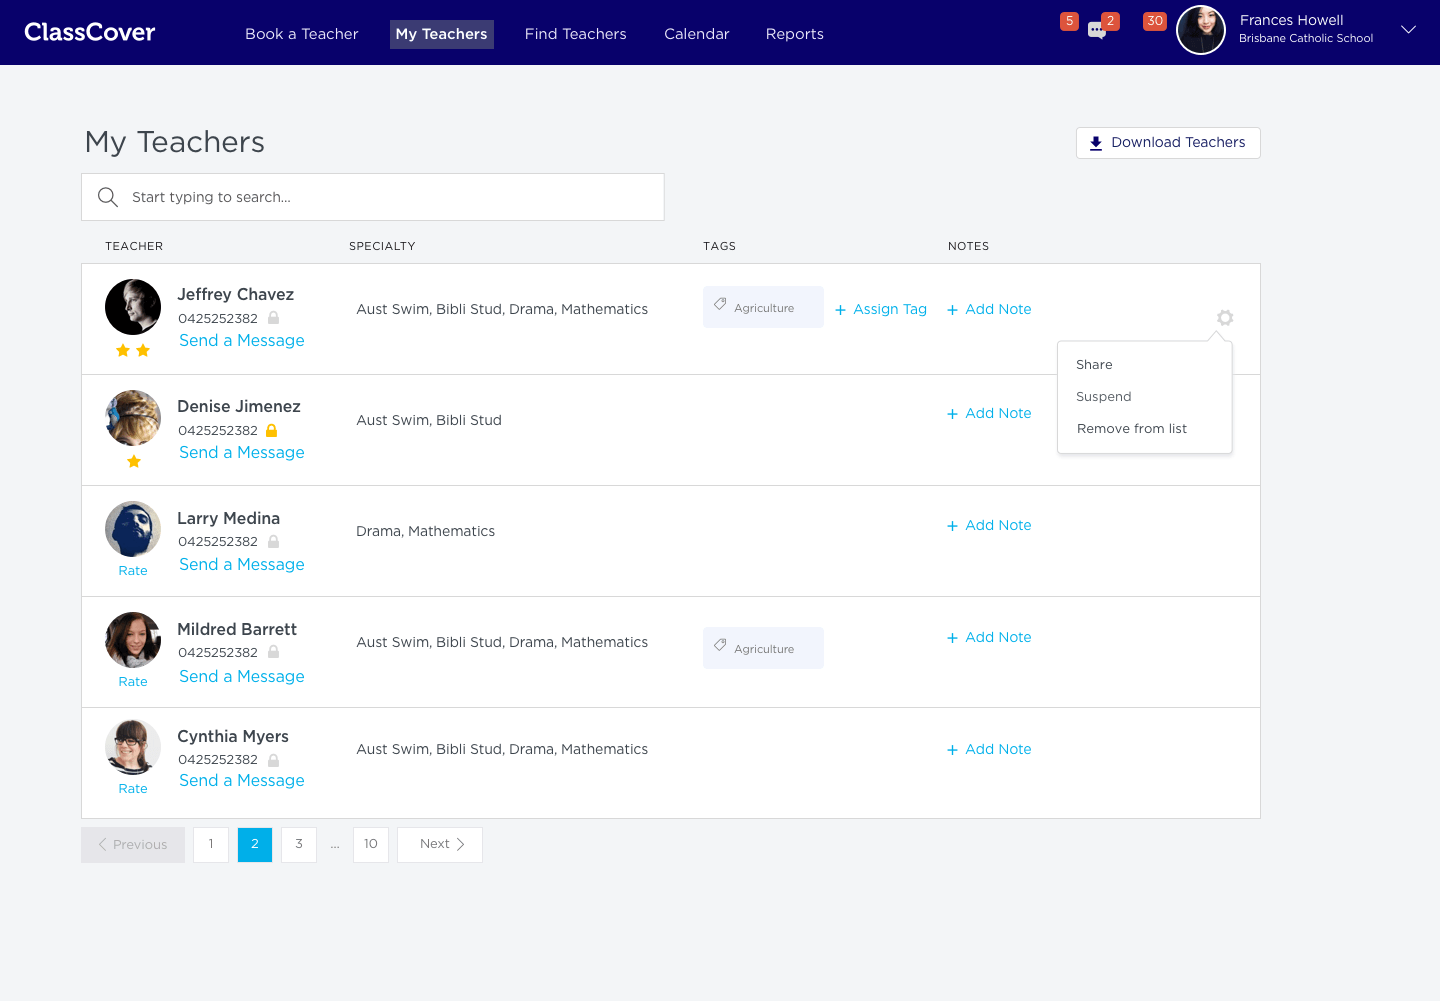 ClassCover
Book a Teacher
My Teachers
Find Teachers
Calendar
Reports
5
2
30
Frances Howell
Brisbane Catholic School
My Teachers
Download Teachers
Start typing to search...
TEACHER SPECIALTY TAGS NOTES
Jeffrey Chavez
0425252382
Send a Message
Aust Swim, Bibli Stud, Drama, Mathematics
Agriculture
+ Assign Tag
+ Add Note
Share
Suspend
Remove from list
Denise Jimenez
0425252382
Send a Message
Aust Swim, Bibli Stud
+ Add Note
Larry Medina
0425252382
Send a Message
Rate
Drama, Mathematics
+ Add Note
Mildred Barrett
0425252382
Send a Message
Rate
Aust Swim, Bibli Stud, Drama, Mathematics
Agriculture
+ Add Note
Cynthia Myers
0425252382
Send a Message
Rate
Aust Swim, Bibli Stud, Drama, Mathematics
+ Add Note
Previous 1 2 3 ... 10 Next